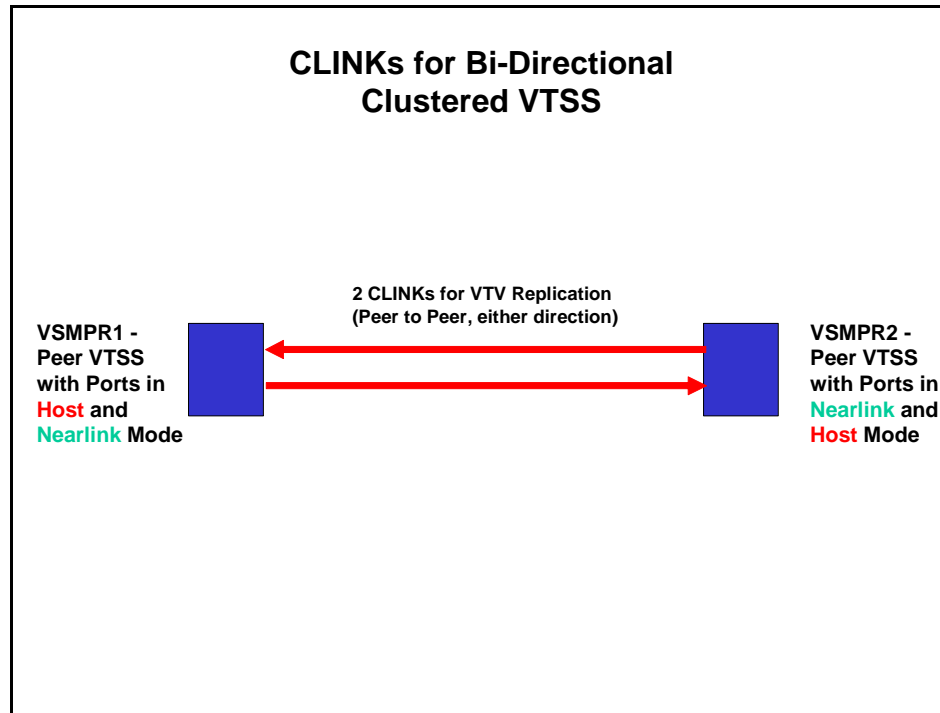 CLINKs for Bi-Directional
Clustered VTSS
2 CLINKs for VTV Replication
(Peer to Peer, either direction)
VSMPR1 -
Peer VTSS
with Ports in
Host and
Nearlink Mode
VSMPR2 -
Peer VTSS
with Ports in
Nearlink and
Host Mode